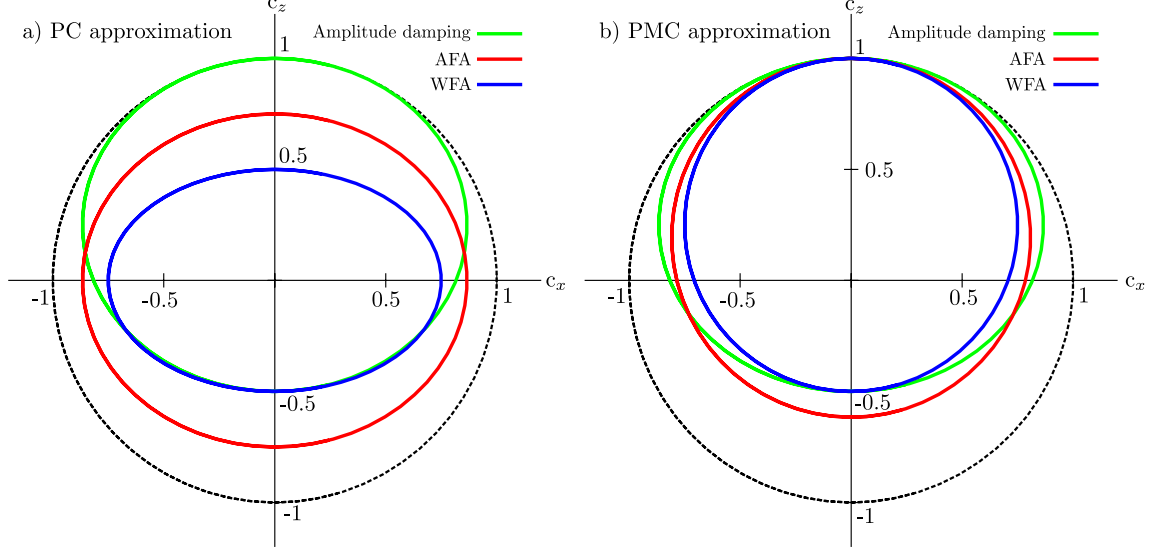 c_z
a) PC approximation
1
Amplitude damping
AFA
WFA
0.5
c_x
-1
-0.5
0.5
1
-0.5
-1
c_z
b) PMC approximation
1
Amplitude damping
AFA
WFA
0.5
c_x
-1
-0.5
0.5
1
-0.5
-1